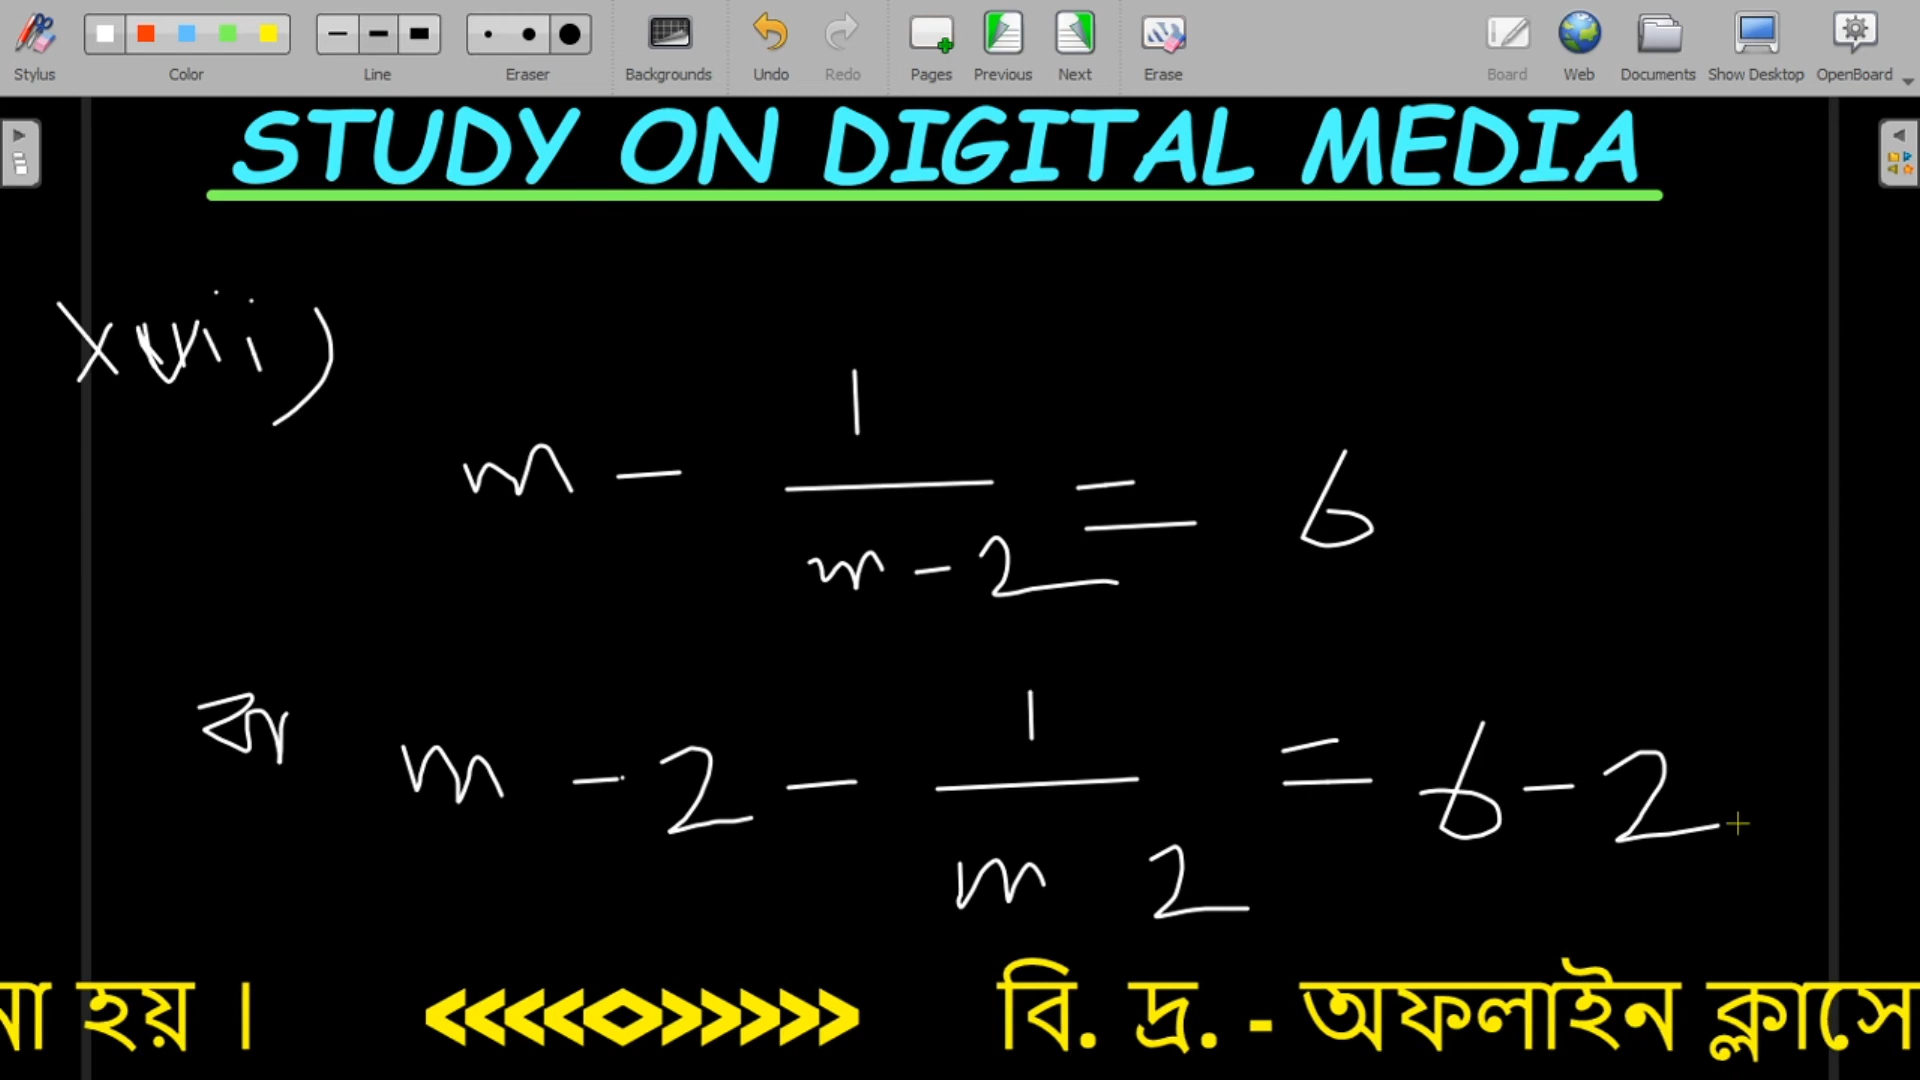 Stylus Color Line Eraser Backgrounds Undo Redo Pages Previous Next Erase Board Web Documents Show Desktop OpenBoard
STUDY ON DIGITAL MEDIA
xvii)
m - 1/(m - 2) = 6
বা m - 2 - 1/(m 2) = 6 - 2
না হয় । <<<<<>>>>> বি. দ্র. - অফলাইন ক্লাসে